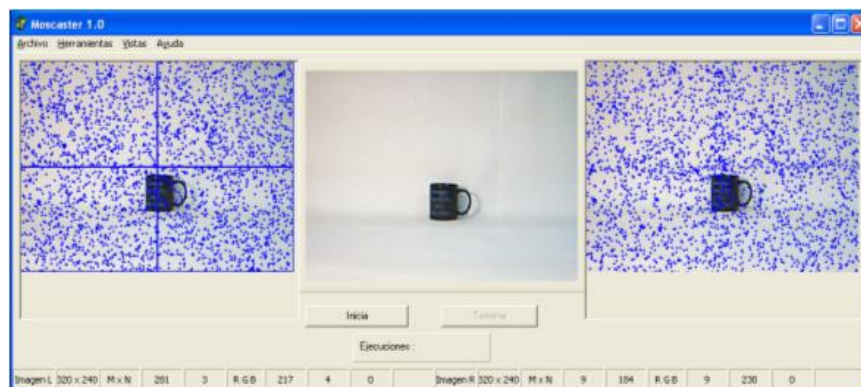 Moscaster 1.0
Archivo Herramientas Vistas Ayuda
Inicia Termina
Ejecuciones :
Imagen L 320 x 240 M x N 281 3 R G B 217 4 0 Imagen R 320 x 240 M x N 9 184 R G B 9 230 0